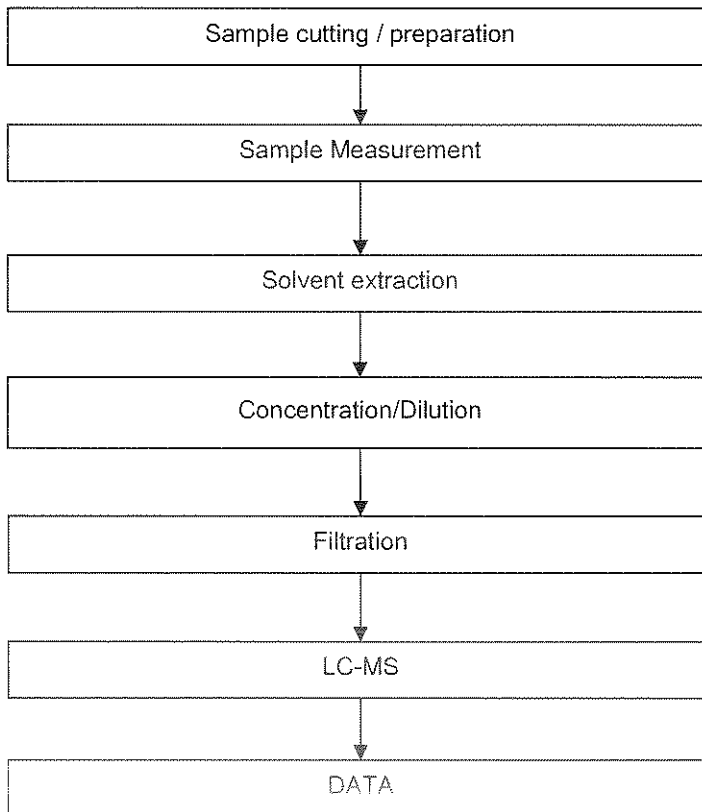 Sample cutting / preparation
Sample Measurement
Solvent extraction
Concentration/Dilution
Filtration
LC-MS
DATA